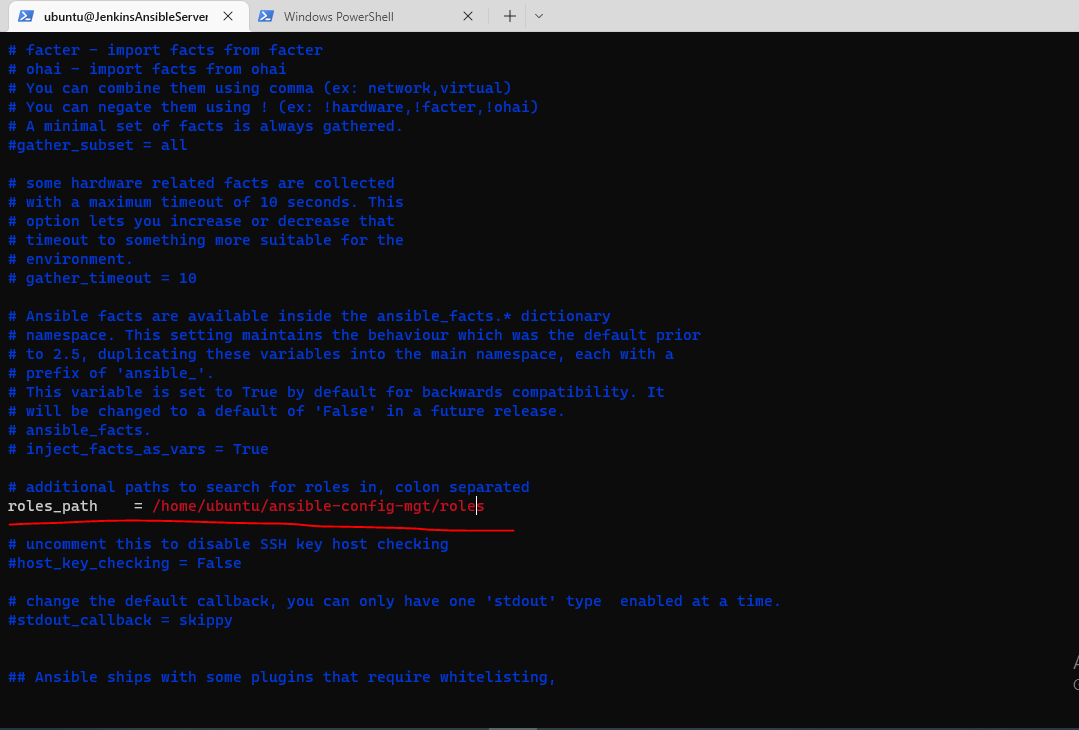 ubuntu@JenkinsAnsibleServer
Windows PowerShell
# facter - import facts from facter
# ohai - import facts from ohai
# You can combine them using comma (ex: network,virtual)
# You can negate them using ! (ex: !hardware,!facter,!ohai)
# A minimal set of facts is always gathered.
#gather_subset = all
# some hardware related facts are collected
# with a maximum timeout of 10 seconds. This
# option lets you increase or decrease that
# timeout to something more suitable for the
# environment.
# gather_timeout = 10
# Ansible facts are available inside the ansible_facts.* dictionary
# namespace. This setting maintains the behaviour which was the default prior
# to 2.5, duplicating these variables into the main namespace, each with a
# prefix of 'ansible_'.
# This variable is set to True by default for backwards compatibility. It
# will be changed to a default of 'False' in a future release.
# ansible_facts.
# inject_facts_as_vars = True
# additional paths to search for roles in, colon separated
roles_path    = /home/ubuntu/ansible-config-mgt/roles
# uncomment this to disable SSH key host checking
#host_key_checking = False
# change the default callback, you can only have one 'stdout' type  enabled at a time.
#stdout_callback = skippy
## Ansible ships with some plugins that require whitelisting,